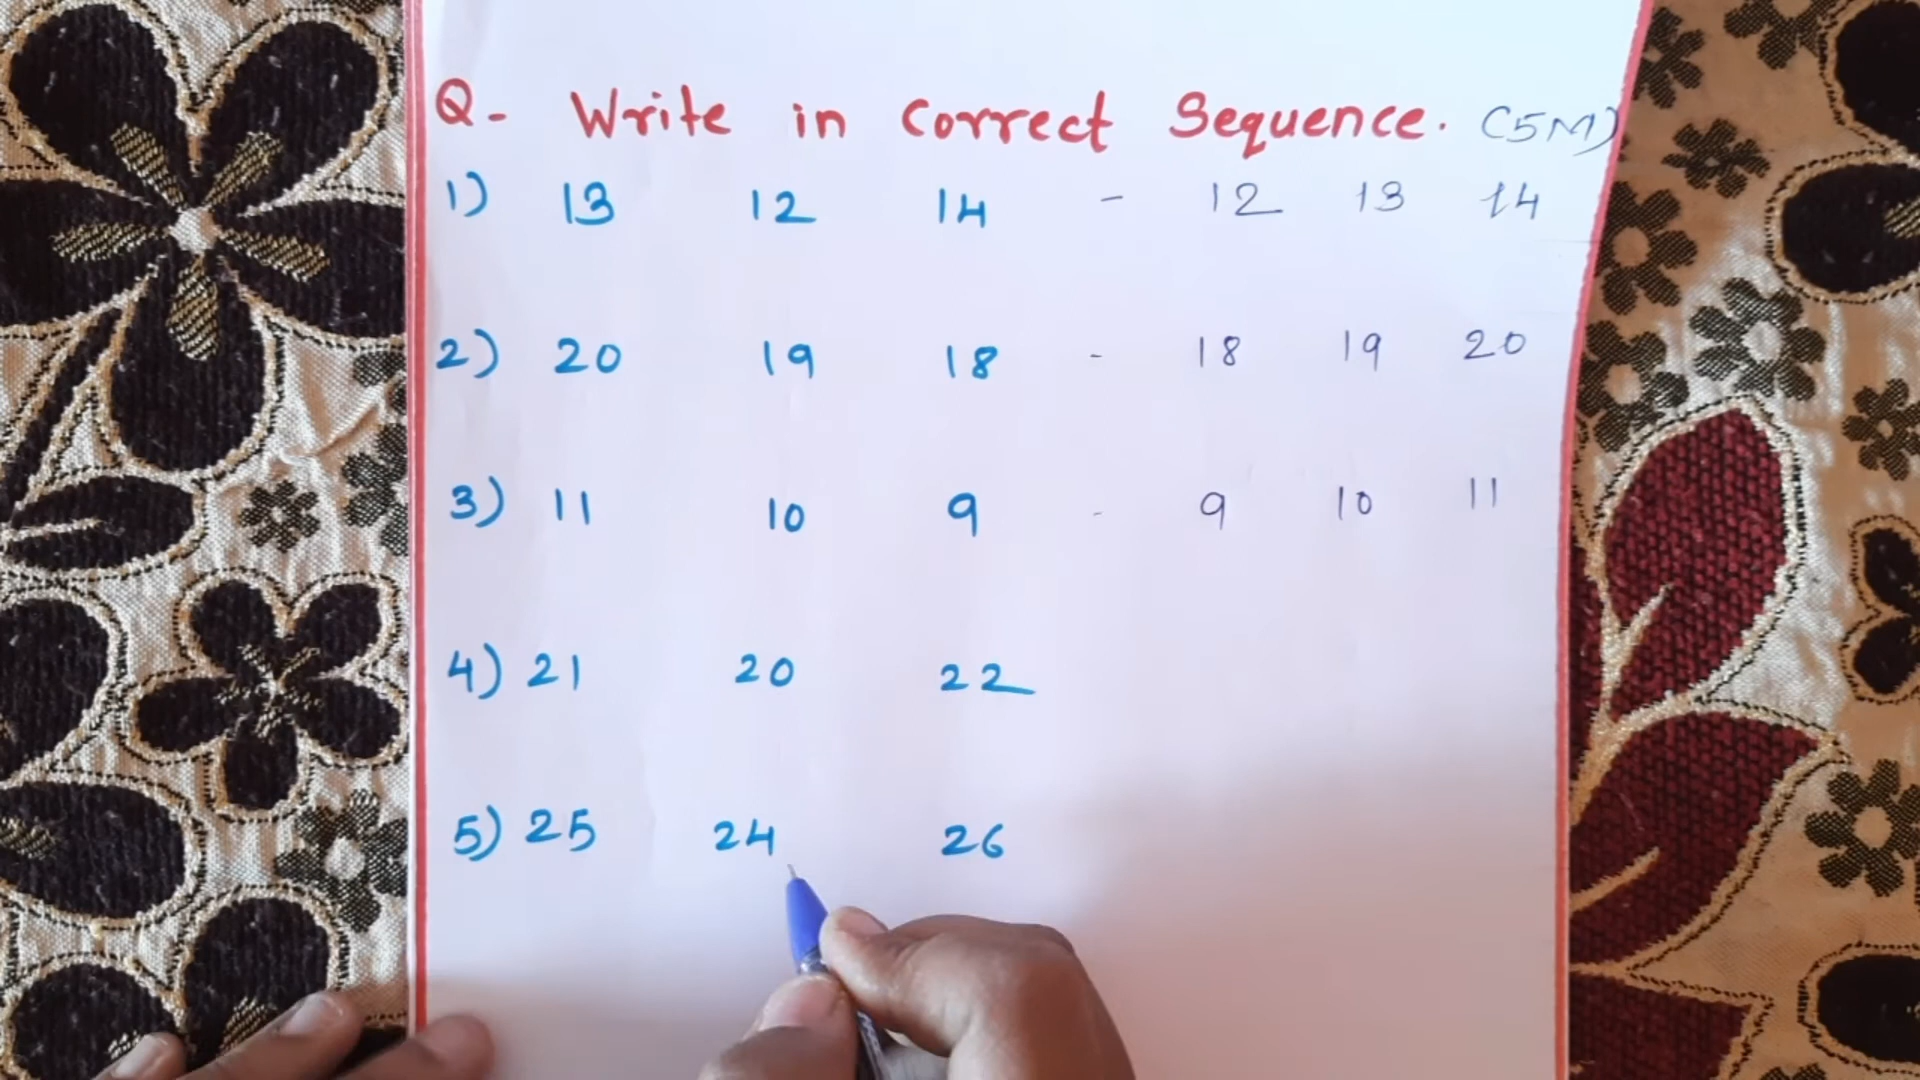 Q- Write in Correct Sequence. (5M)
1) 13 12 14 - 12 13 14
2) 20 19 18 - 18 19 20
3) 11 10 9 - 9 10 11
4) 21 20 22
5) 25 24 26